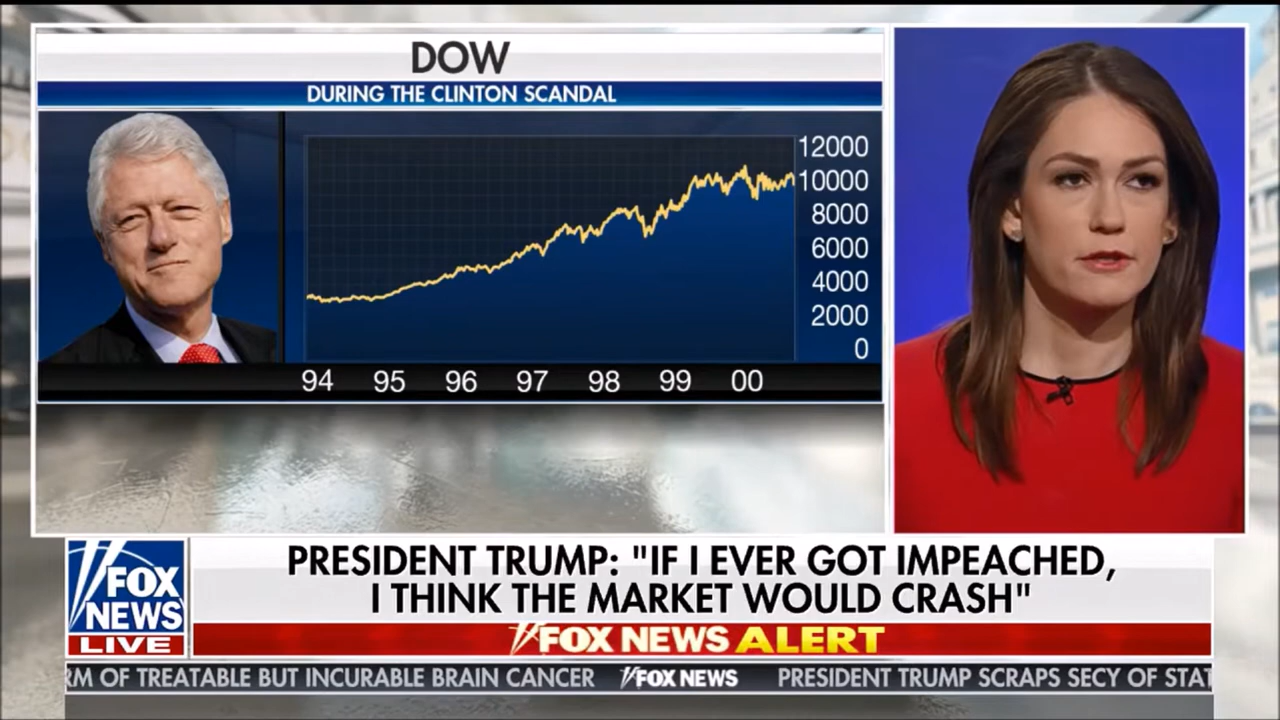 DOW
DURING THE CLINTON SCANDAL
12000
10000
8000
6000
4000
2000
0
94 95 96 97 98 99 00
PRESIDENT TRUMP: "IF I EVER GOT IMPEACHED,
I THINK THE MARKET WOULD CRASH"
FOX
NEWS
LIVE
FOX NEWS ALERT
RM OF TREATABLE BUT INCURABLE BRAIN CANCER FOX NEWS PRESIDENT TRUMP SCRAPS SECY OF STAT